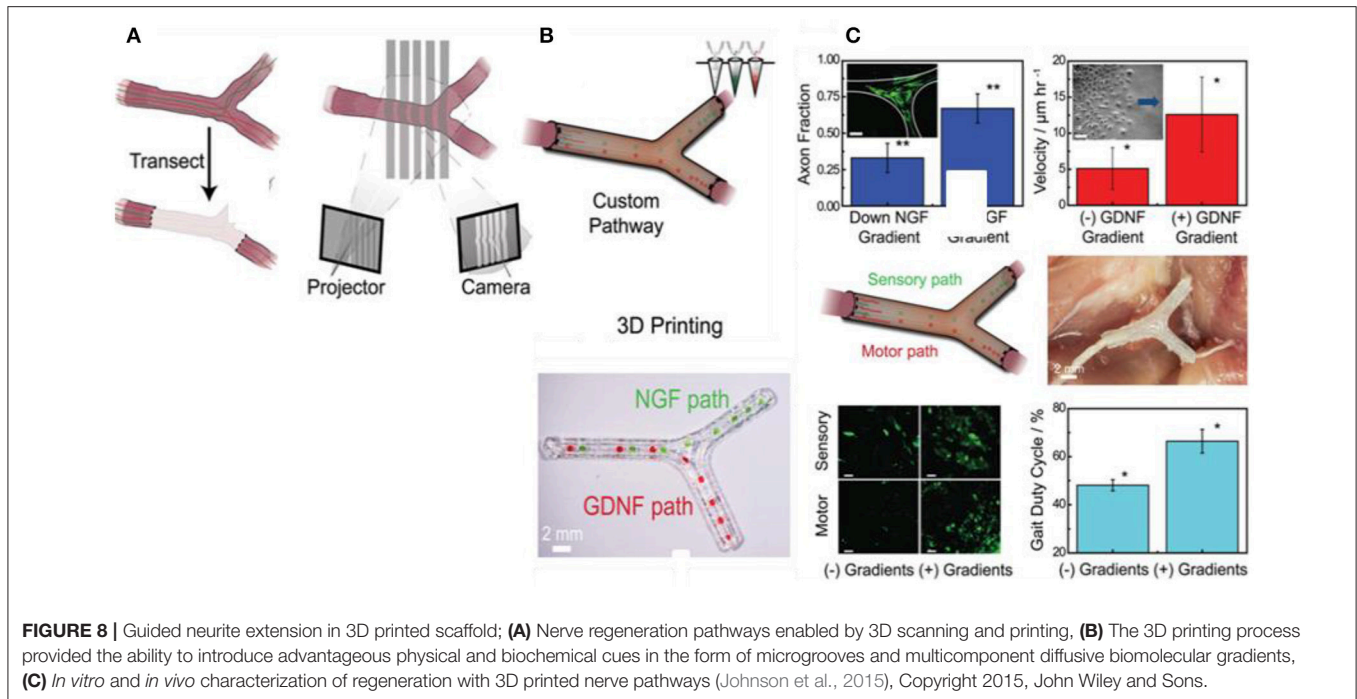 A
Transect
Projector
Camera
B
Custom
Pathway
3D Printing
NGF path
GDNF path
2 mm
C
Axon Fraction
1.00
0.75
0.50
0.25
0.00
**
**
Down NGF
Gradient
GF
adient
Velocity / µm hr⁻¹
20
15
10
5
0
*
*
(-) GDNF
Gradient
(+) GDNF
Gradient
Sensory path
Motor path
2 mm
Sensory
Motor
(-) Gradients (+) Gradients
Gait Duty Cycle / %
80
60
40
20
*
*
(-) Gradients (+) Gradients
FIGURE 8 | Guided neurite extension in 3D printed scaffold; (A) Nerve regeneration pathways enabled by 3D scanning and printing, (B) The 3D printing process
provided the ability to introduce advantageous physical and biochemical cues in the form of microgrooves and multicomponent diffusive biomolecular gradients,
(C) In vitro and in vivo characterization of regeneration with 3D printed nerve pathways (Johnson et al., 2015), Copyright 2015, John Wiley and Sons.